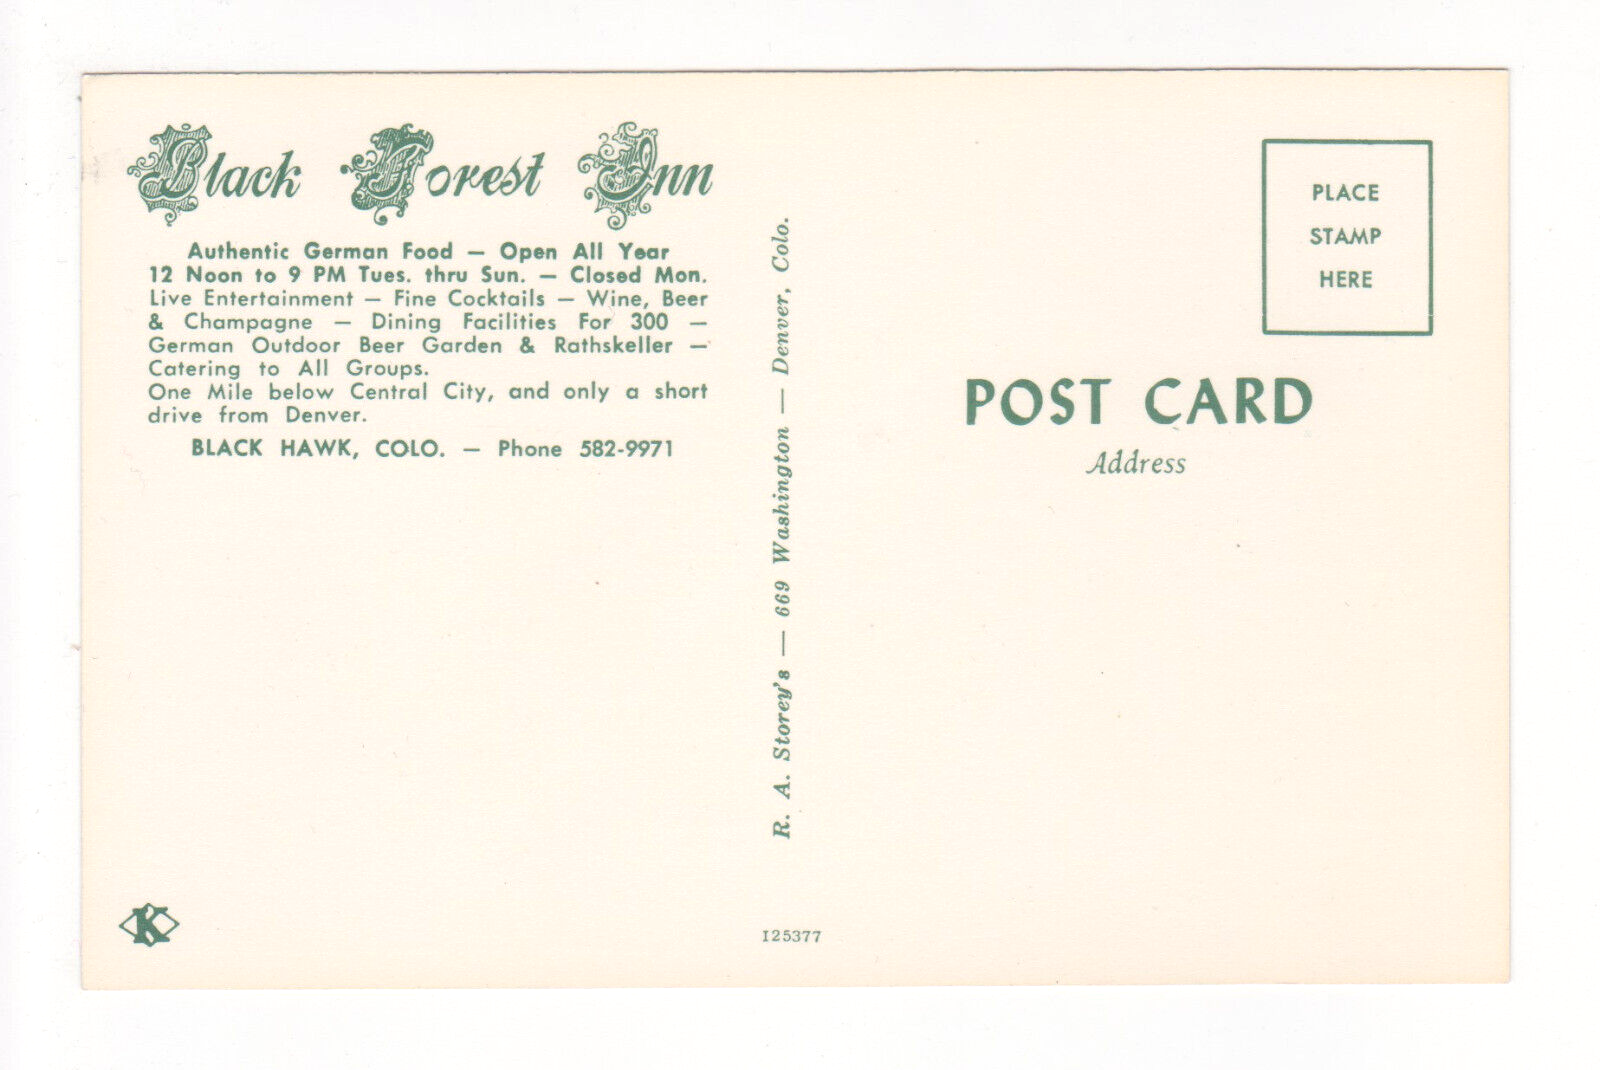 Black Forest Inn
Authentic German Food — Open All Year
12 Noon to 9 PM Tues. thru Sun. — Closed Mon.
Live Entertainment — Fine Cocktails — Wine, Beer
& Champagne — Dining Facilities For 300 —
German Outdoor Beer Garden & Rathskeller —
Catering to All Groups.
One Mile below Central City, and only a short
drive from Denver.
BLACK HAWK, COLO. — Phone 582-9971
K
R. A. Storey's — 669 Washington — Denver, Colo.
125377
PLACE
STAMP
HERE
POST CARD
Address